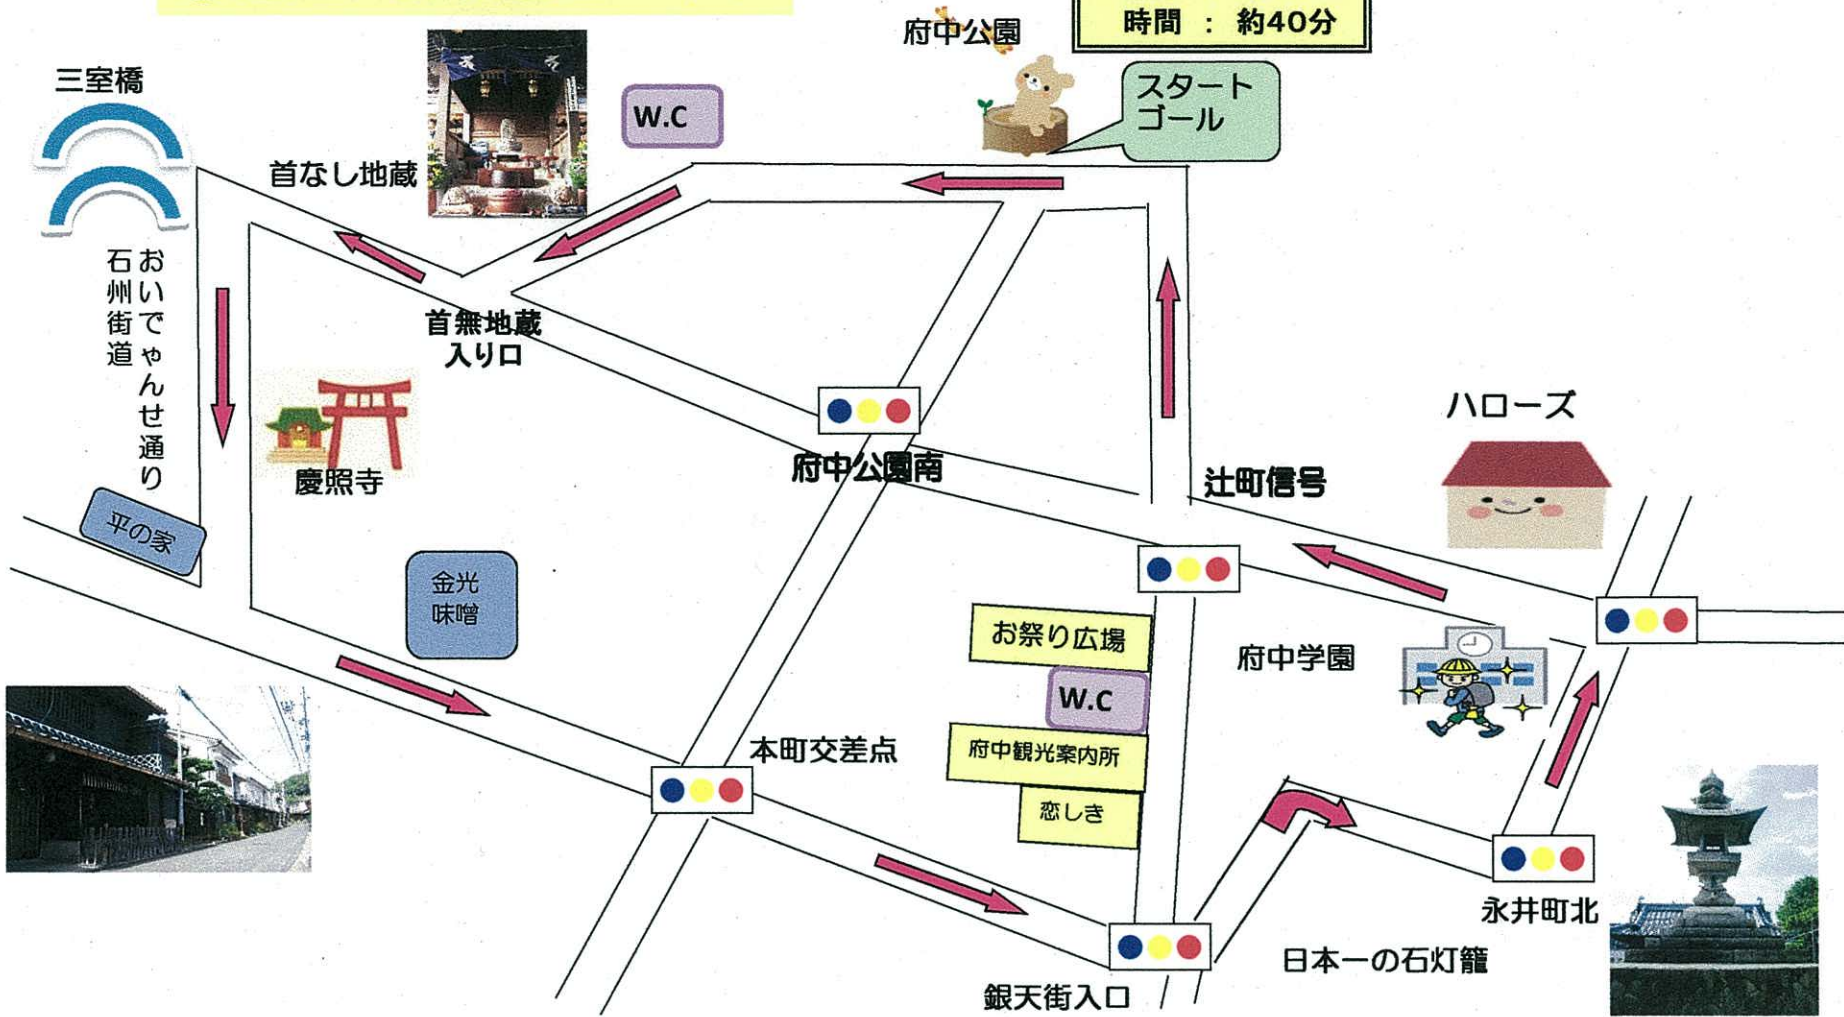 府中公園
時間 : 約40分
スタート
ゴール
三室橋
W.C
首なし地蔵
おいでゃんせ通り
石州街道
首無地蔵
入り口
慶照寺
府中公園南
ハローズ
辻町信号
平の家
金光
味噌
お祭り広場
W.C
府中観光案内所
恋しき
府中学園
本町交差点
永井町北
日本一の石灯籠
銀天街入口